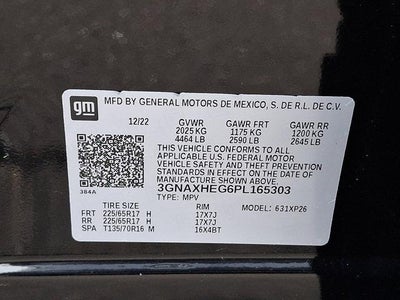 gm
MFD BY GENERAL MOTORS DE MEXICO, S. DE R.L. DE C.V.
12/22 GVWR GAWR FRT GAWR RR
2025 KG 1175 KG 1200 KG
4464 LB 2590 LB 2645 LB
THIS VEHICLE CONFORMS TO ALL
APPLICABLE U.S. FEDERAL MOTOR
VEHICLE SAFETY AND THEFT PREVENTION
STANDARDS IN EFFECT ON THE DATE
OF MANUFACTURE SHOWN ABOVE.
384A 3GNAXHEG6PL165303
TYPE: MPV MODEL: 631XP26
TIRE SIZE RIM
FRT 225/65R17 H 17X7J
RR 225/65R17 H 17X7J
SPA T135/70R16 M 16X4BT